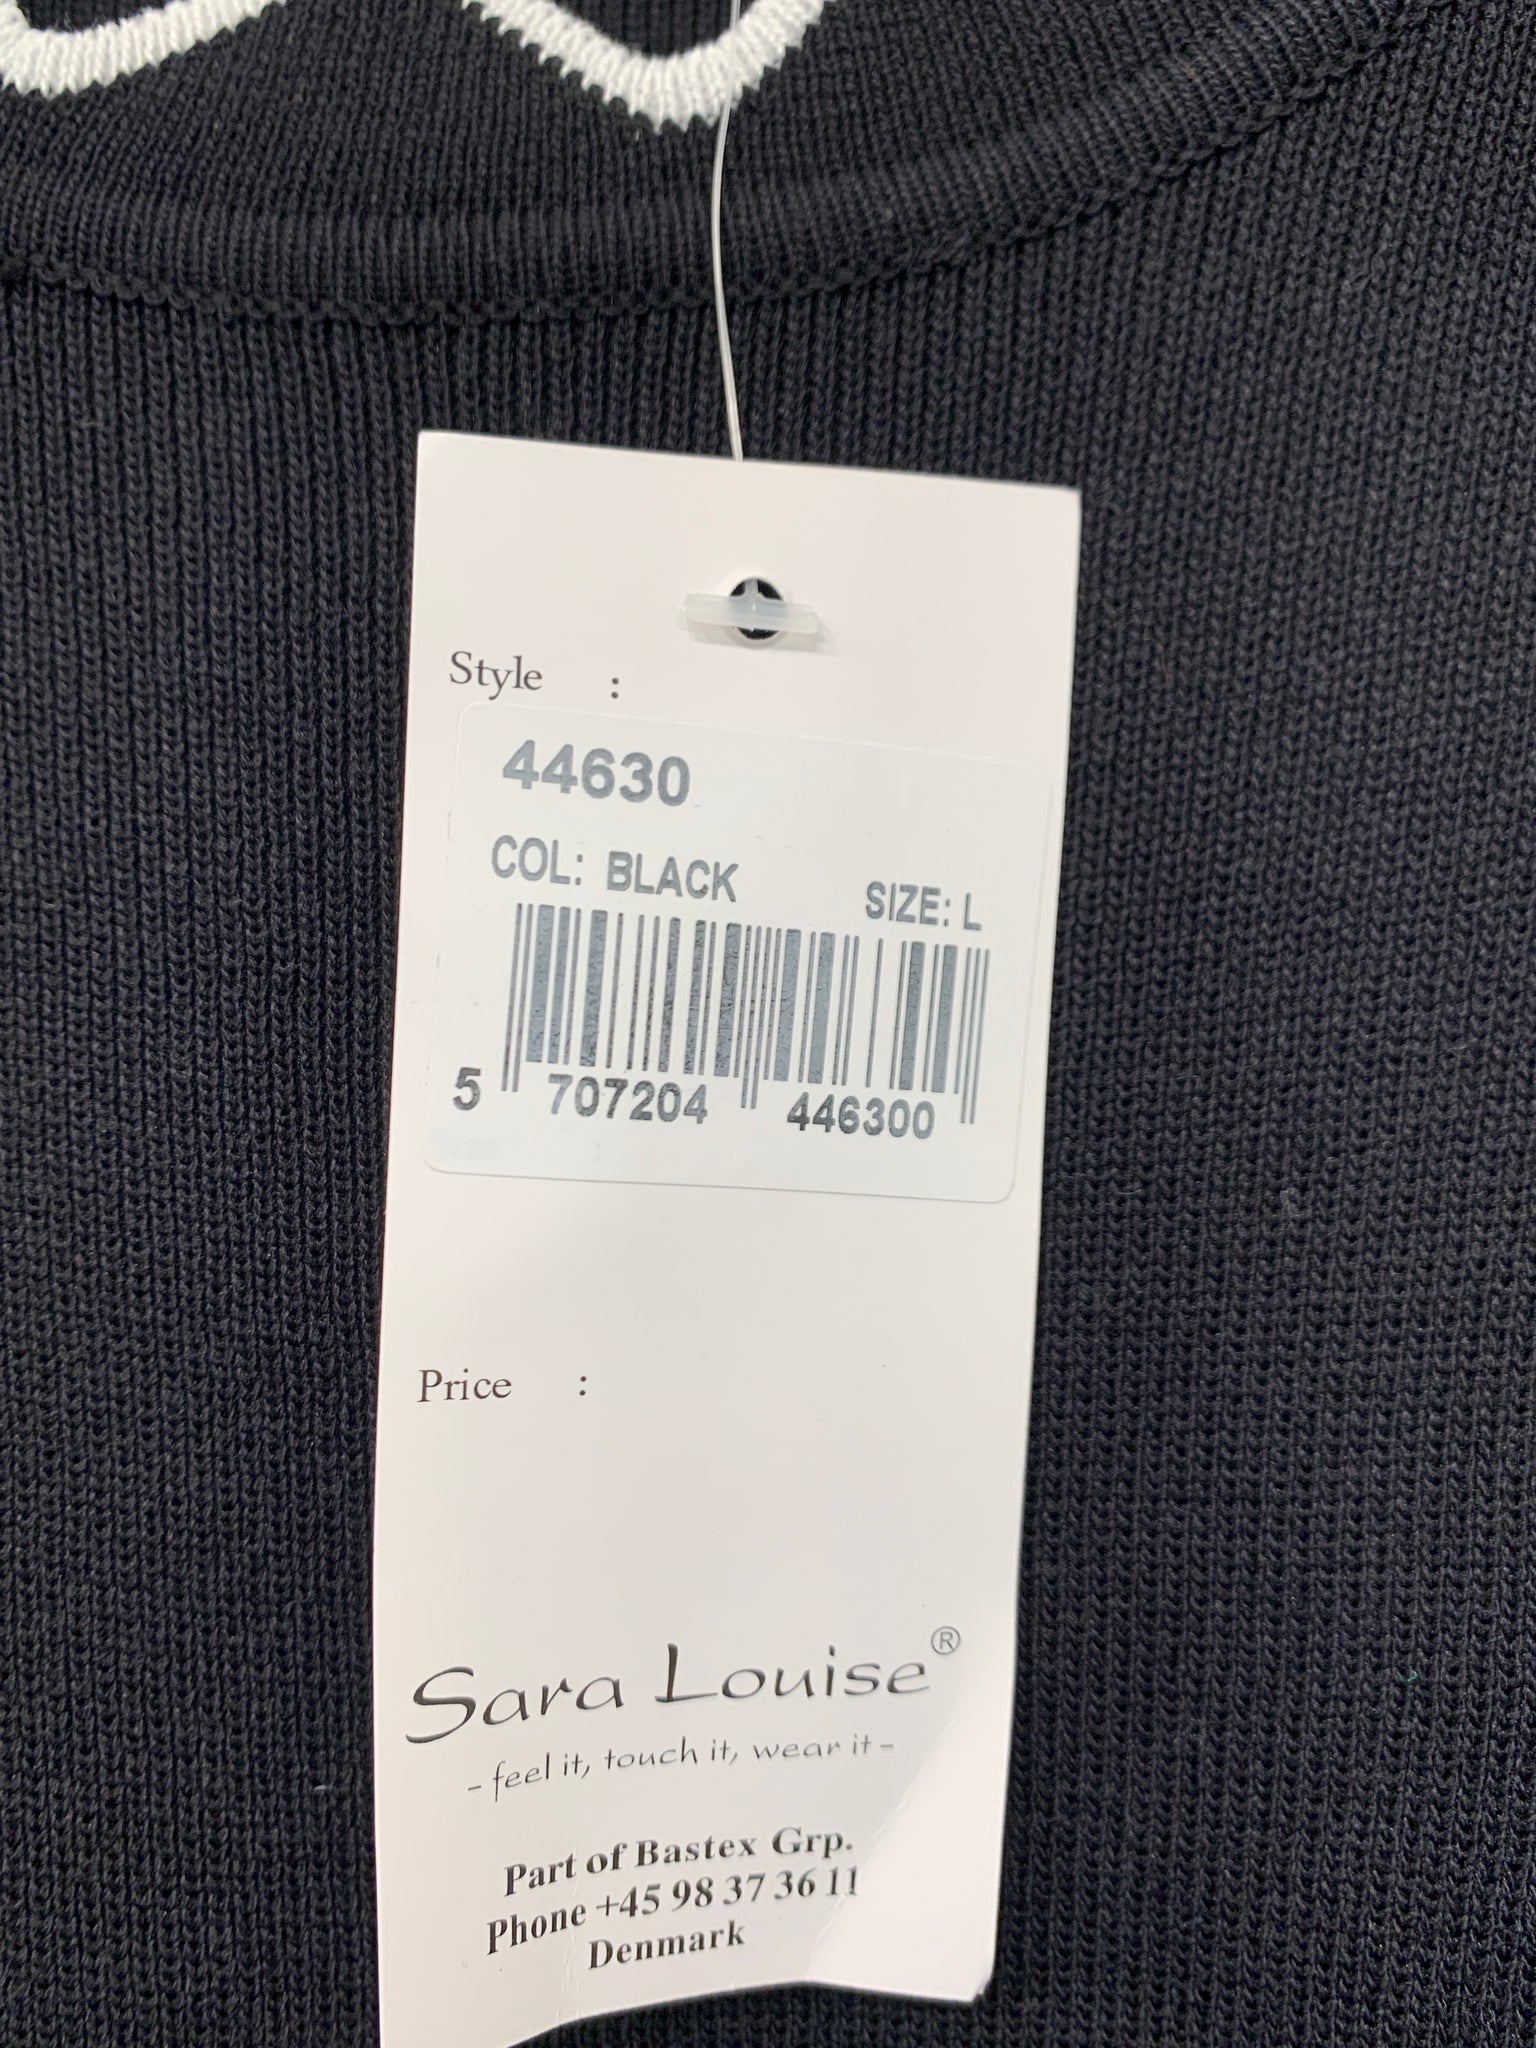 Style :
44630
COL: BLACK SIZE: L
5 707204 446300
Price :
Sara Louise®
- feel it, touch it, wear it -
Part of Bastex Grp.
Phone +45 98 37 36 11
Denmark